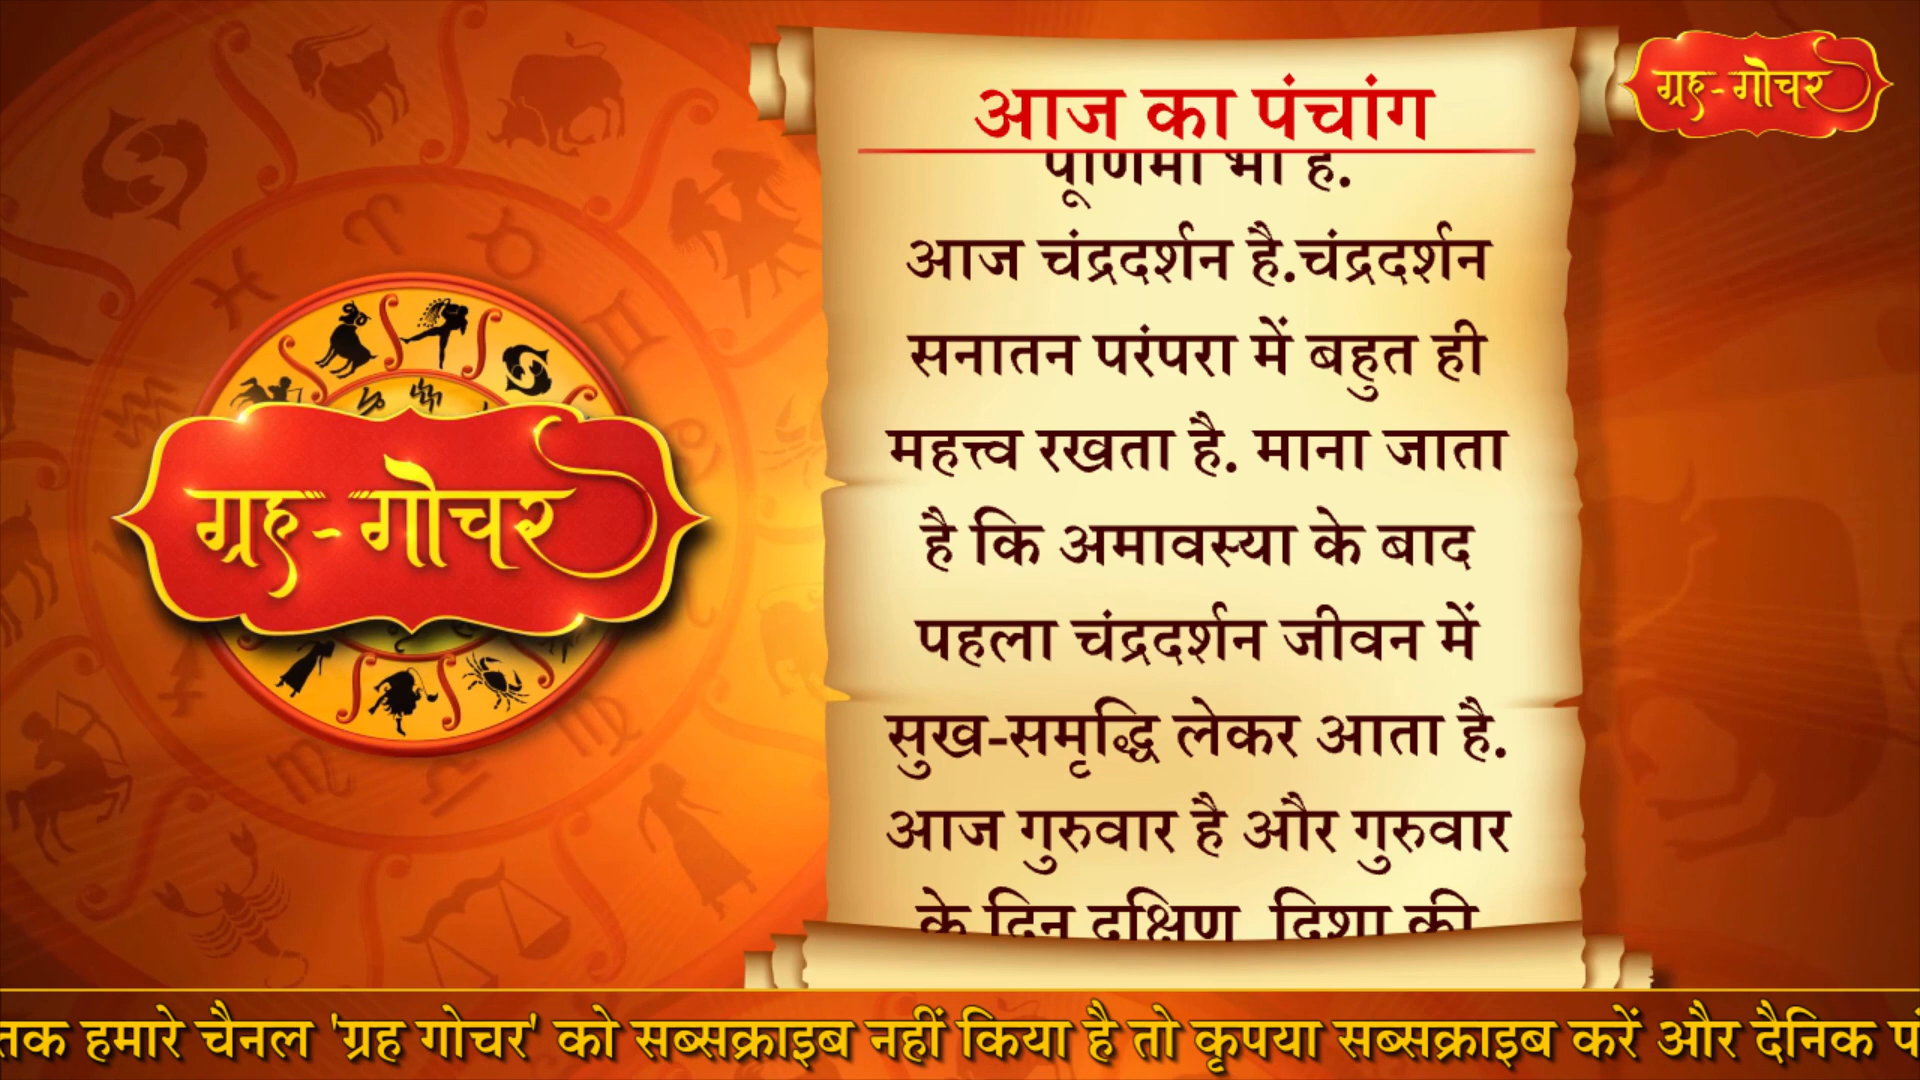 ग्रह-गोचर
आज का पंचांग
पूर्णिमा भी है.
आज चंद्रदर्शन है.चंद्रदर्शन
सनातन परंपरा में बहुत ही
महत्त्व रखता है. माना जाता
है कि अमावस्या के बाद
पहला चंद्रदर्शन जीवन में
सुख-समृद्धि लेकर आता है.
आज गुरुवार है और गुरुवार
के दिन दक्षिण दिशा की
ग्रह-गोचर
तक हमारे चैनल 'ग्रह गोचर' को सब्सक्राइब नहीं किया है तो कृपया सब्सक्राइब करें और दैनिक